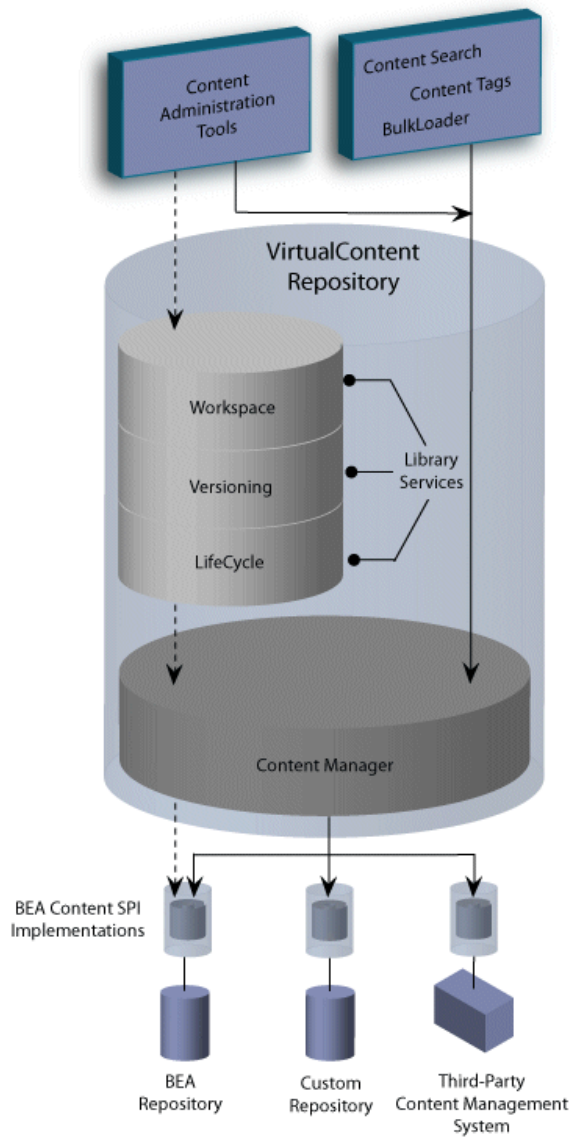 Content
Administration
Tools
Content Search
Content Tags
BulkLoader
VirtualContent
Repository
Workspace
Versioning
LifeCycle
Library
Services
Content Manager
BEA Content SPI
Implementations
BEA
Repository
Custom
Repository
Third-Party
Content Management
System